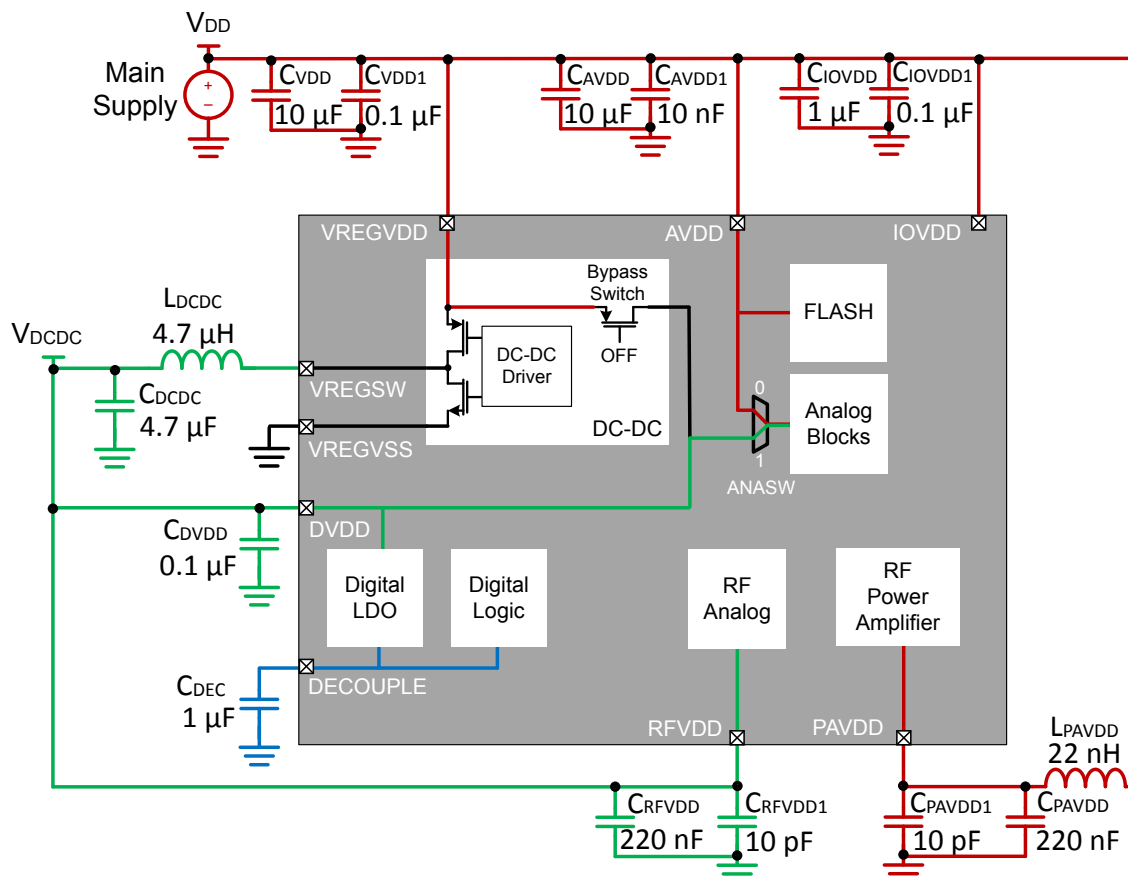 VDD
Main
Supply
+
–
CVDD
10 µF
CVDD1
0.1 µF
CAVDD
10 µF
CAVDD1
10 nF
CIOVDD
1 µF
CIOVDD1
0.1 µF
VREGVDD
AVDD
IOVDD
Bypass
Switch
OFF
DC-DC
Driver
DC-DC
FLASH
0
Analog
Blocks
1
ANASW
LDCDC
4.7 µH
VDCDC
CDCDC
4.7 µF
VREGSW
VREGVSS
DVDD
CDVDD
0.1 µF
Digital
LDO
Digital
Logic
RF
Analog
RF
Power
Amplifier
DECOUPLE
CDEC
1 µF
RFVDD
PAVDD
LPAVDD
22 nH
CRFVDD
220 nF
CRFVDD1
10 pF
CPAVDD1
10 pF
CPAVDD
220 nF